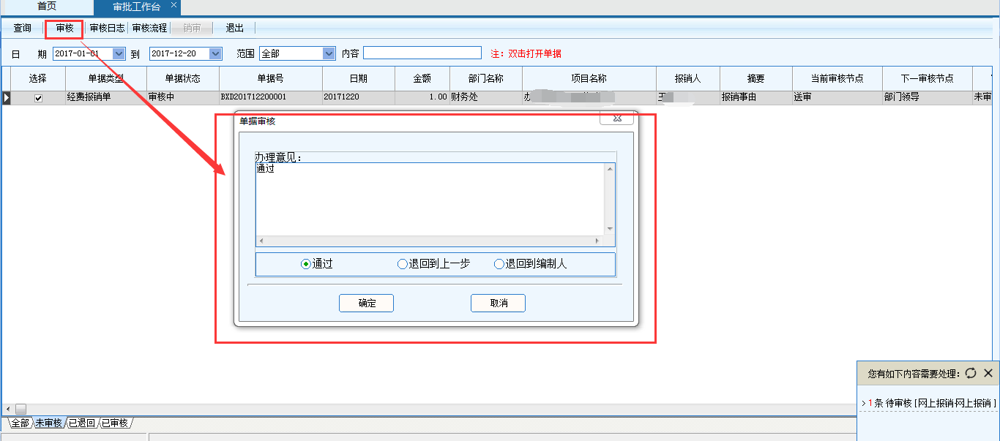 首页 审批工作台
查询 审核 审核日志 审核流程 销审 退出
日 期 2017-01-01 到 2017-12-20 范围 全部 内容 注: 双击打开单据
选择 单据类型 单据状态 单据号 日期 金额 部门名称 项目名称 报销人 摘要 当前审核节点 下一审核节点
经费报销单 审核中 BXD201712200001 20171220 1.00 财务处 报销事由 送审 部门领导 未审
单据审核
办理意见:
通过
通过 退回到上一步 退回到编制人
确定 取消
您有如下内容需要处理:
1 条 待审核 [网上报销网上报销 ]
全部 未审核 已退回 已审核